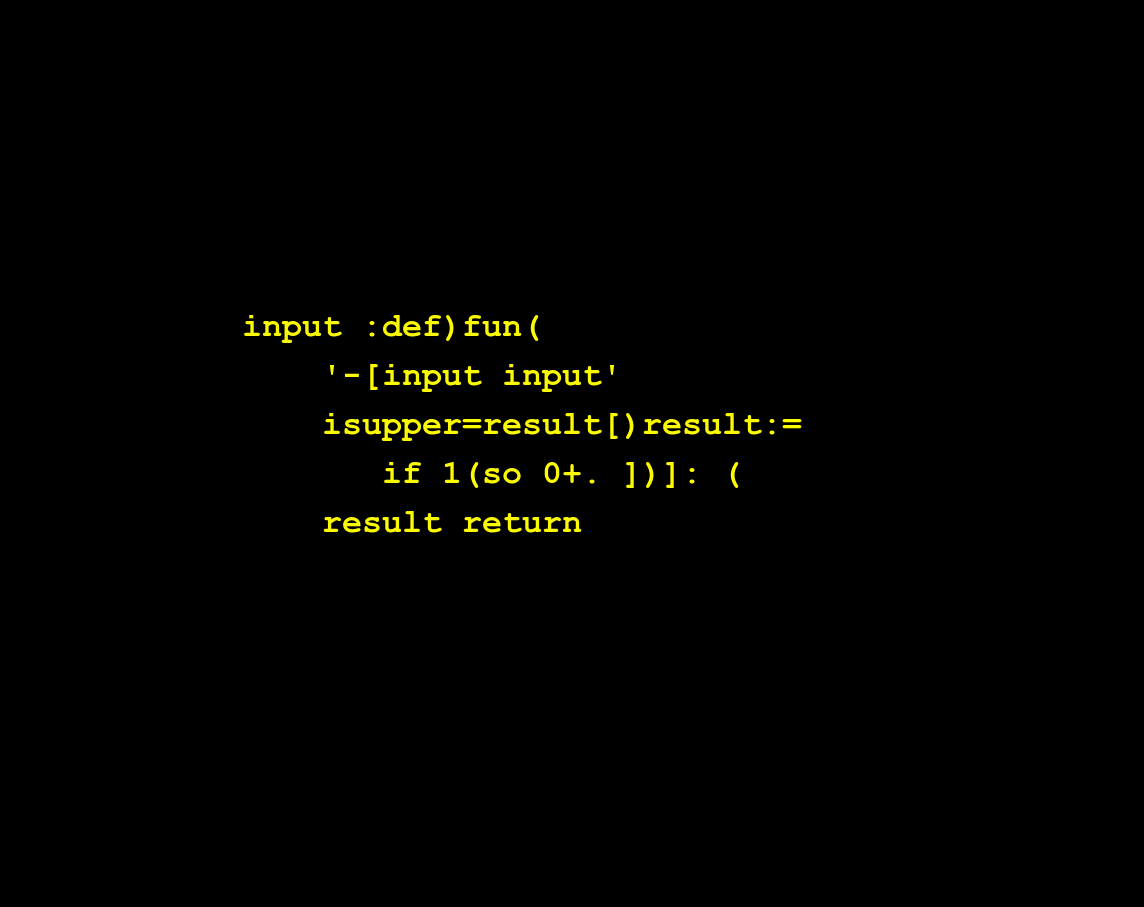 input :def)fun(
    '-[input input'
    isupper=result[)result:=
       if 1(so 0+. ])]: (
    result return